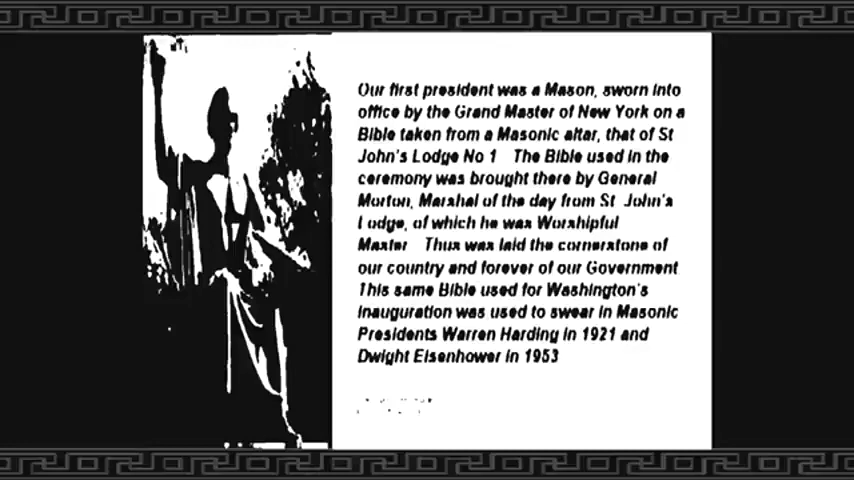 Our first president was a Mason, sworn into
office by the Grand Master of New York on a
Bible taken from a Masonic altar, that of St
John's Lodge No 1 The Bible used in the
ceremony was brought there by General
Morton, Marshal of the day from St John's
Lodge, of which he was Worshipful
Master Thus was laid the cornerstone of
our country and forever of our Government
This same Bible used for Washington's
inauguration was used to swear in Masonic
Presidents Warren Harding in 1921 and
Dwight Eisenhower in 1953